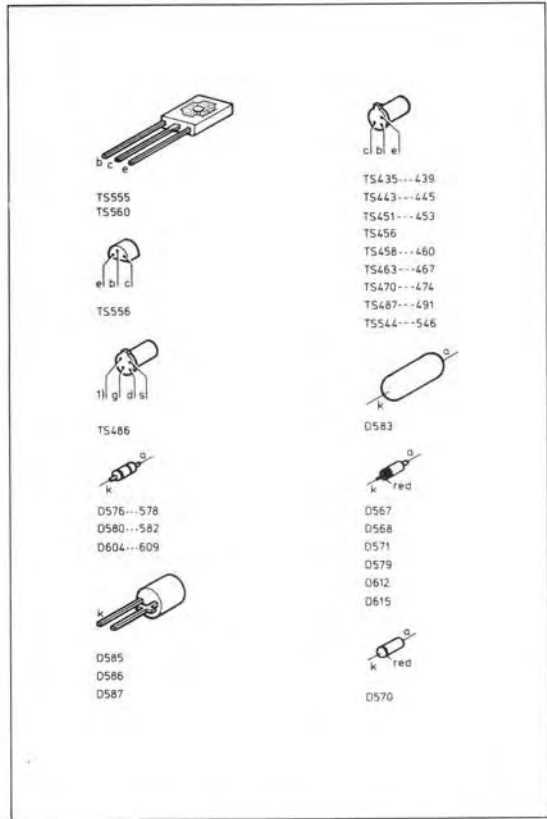 b c e
TS555
TS560
e b c
TS556
1) g d s
TS486
a
k
D576---578
D580---582
D604---609
k
D585
D586
D587
c b e
TS435---439
TS443---445
TS451---453
TS456
TS458---460
TS463---467
TS470---474
TS487---491
TS544---546
a
k
D583
a
k red
D567
D568
D571
D579
D612
D615
a
k red
D570